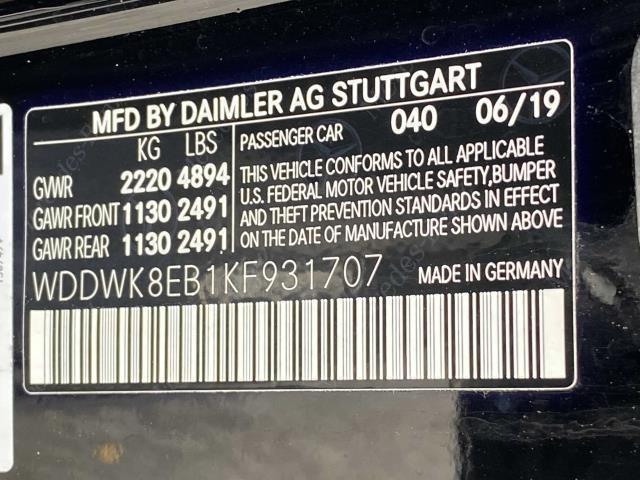 MFD BY DAIMLER AG STUTTGART
KG LBS
GVWR 2220 4894
GAWR FRONT 1130 2491
GAWR REAR 1130 2491
PASSENGER CAR 040 06/19
THIS VEHICLE CONFORMS TO ALL APPLICABLE
U.S. FEDERAL MOTOR VEHICLE SAFETY,BUMPER
AND THEFT PREVENTION STANDARDS IN EFFECT
ON THE DATE OF MANUFACTURE SHOWN ABOVE
WDDWK8EB1KF931707 MADE IN GERMANY